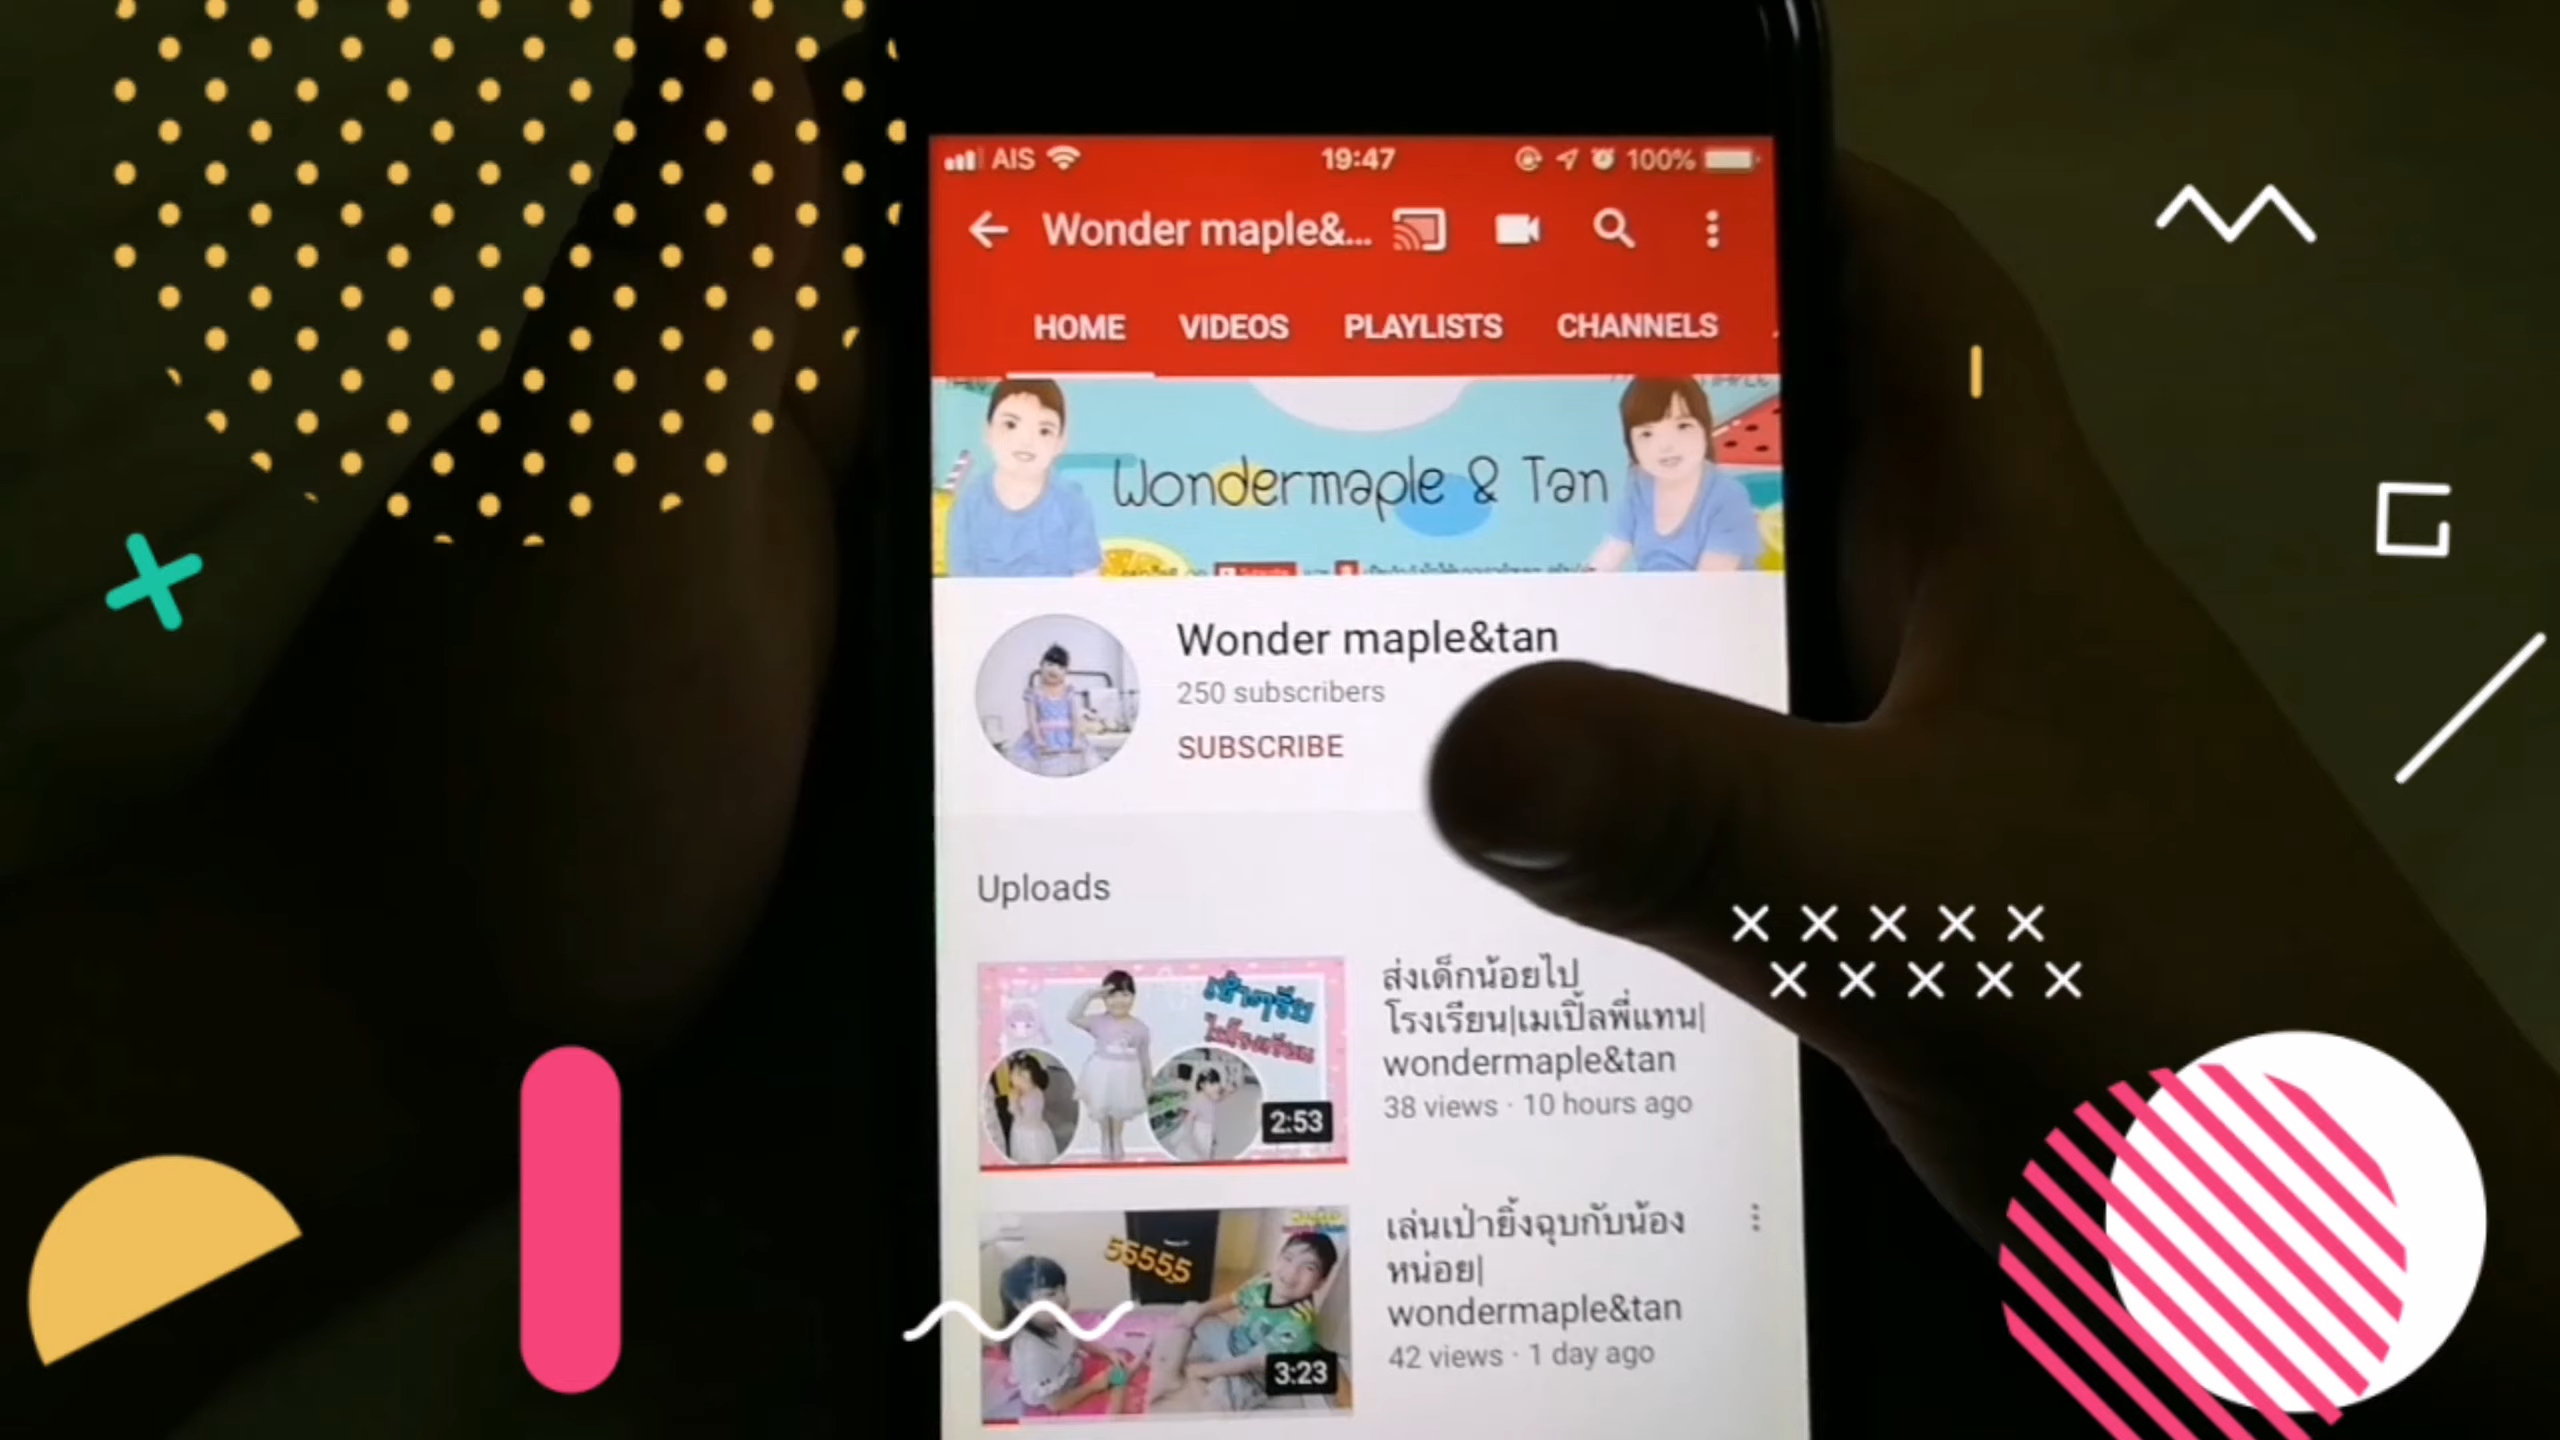 AIS 19:47 100%
Wonder maple&...
HOME VIDEOS PLAYLISTS CHANNELS
Wondermaple & Tan
Wonder maple&tan
250 subscribers
SUBSCRIBE
Uploads
ส่งเด็กน้อยไป
โรงเรียน|เมเปิ้ลพี่แทน|
wondermaple&tan
38 views · 10 hours ago
2:53
เล่นเป่ายิ้งฉุบกับน้อง
หน่อย|
wondermaple&tan
42 views · 1 day ago
55555
3:23